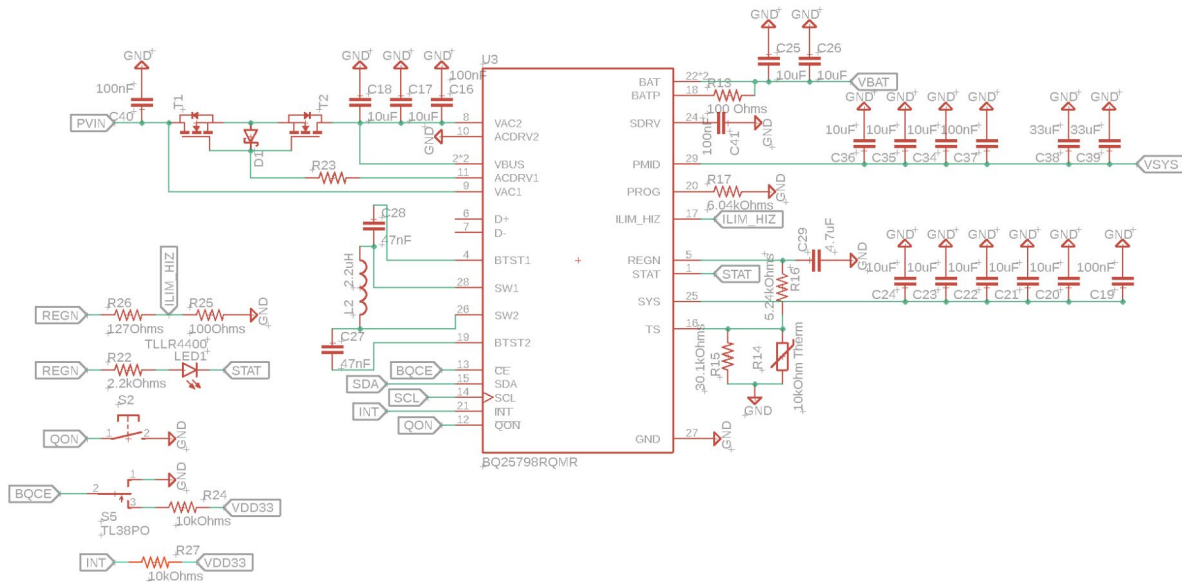 GND
GND
C25
C26
10uF
10uF
VBAT
GND
100nF
C40
PVIN
T1
D1
T2
R23
GND
GND
GND
100nF
C18
C17
C16
10uF
10uF
GND
U3
VAC2
8
ACDRV2
10
VBUS
2*2
ACDRV1
11
VAC1
9
D+
6
D-
7
BTST1
4
SW1
28
SW2
26
BTST2
19
CE
13
SDA
15
SCL
14
INT
21
QON
12
BAT
22*2
BATP
18
SDRV
24
PMID
29
PROG
20
ILIM_HIZ
17
REGN
5
STAT
1
SYS
25
TS
16
GND
27
BQ25798RQMR
R13
100 Ohms
100nF
C41
GND
R17
6.04kOhms
GND
ILIM_HIZ
STAT
C29
4.7uF
GND
5.24kOhms
R16
30.1kOhms
R15
R14
10kOhm Therm
GND
GND
GND
GND
GND
GND
GND
GND
10uF
10uF
10uF
100nF
33uF
33uF
C36
C35
C34
C37
C38
C39
VSYS
GND
GND
GND
GND
GND
GND
10uF
10uF
10uF
10uF
10uF
100nF
C24
C23
C22
C21
C20
C19
C28
47nF
2.2uH
L2
C27
47nF
BQCE
SDA
SCL
INT
QON
ILIM_HIZ
REGN
R26
127Ohms
R25
100Ohms
GND
TLLR4400
REGN
R22
2.2kOhms
LED1
STAT
S2
QON
1
2
GND
BQCE
2
1
3
GND
S5
TL38PO
R24
10kOhms
VDD33
INT
R27
10kOhms
VDD33